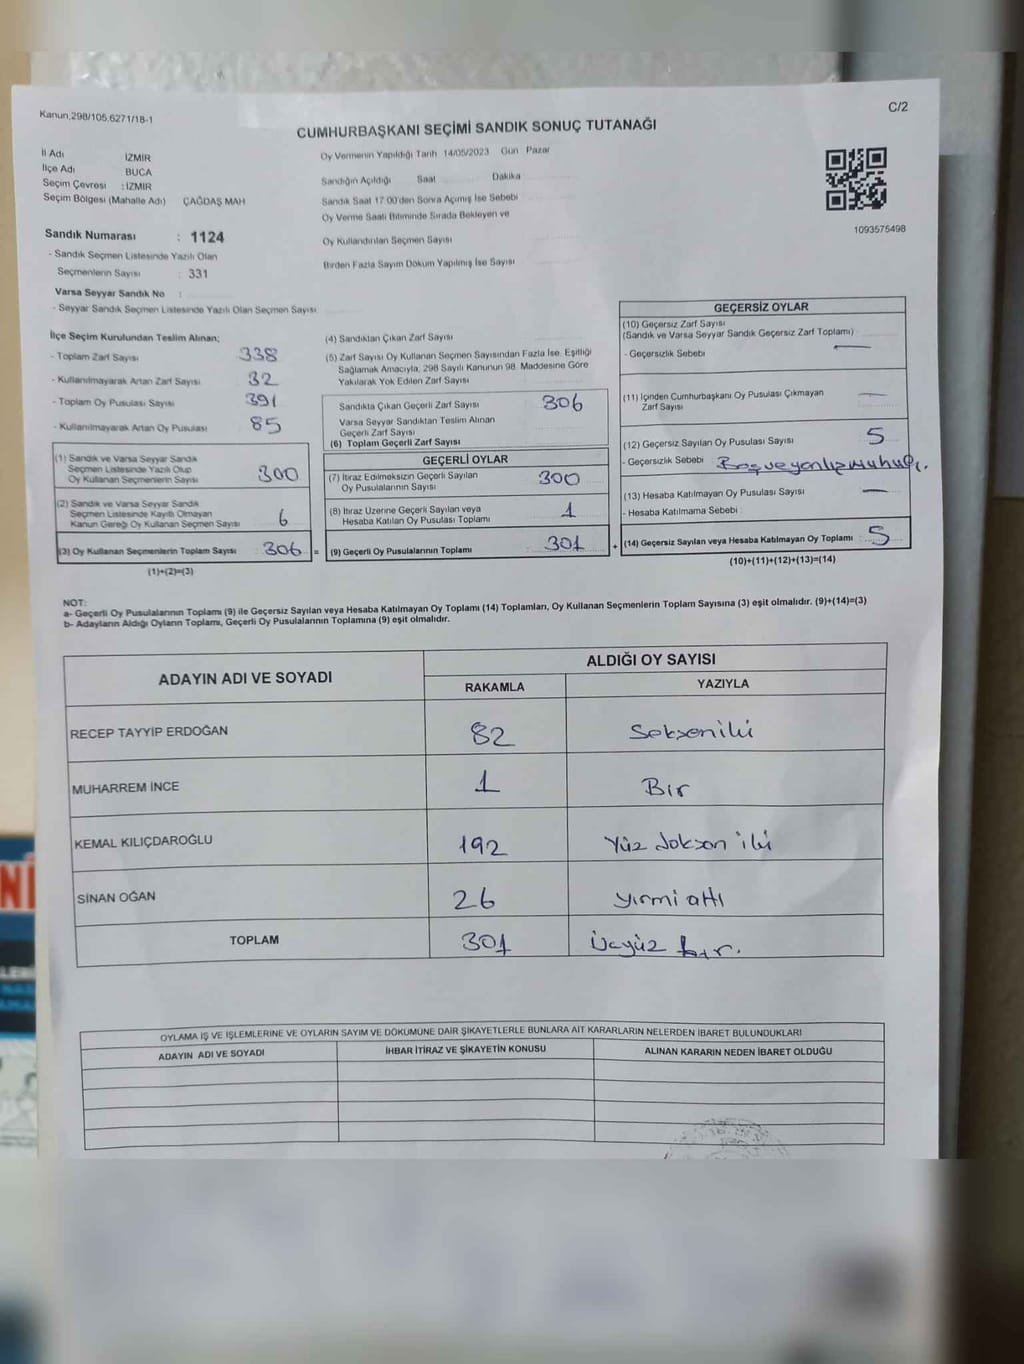 Kanun,298/105,6271/18-1
C/2
CUMHURBAŞKANI SEÇİMİ SANDIK SONUÇ TUTANAĞI
İl Adı İZMİR
İlçe Adı BUCA
Seçim Çevresi : İZMİR
Seçim Bölgesi (Mahalle Adı) ÇAĞDAŞ MAH
Sandık Numarası : 1124
- Sandık Seçmen Listesinde Yazılı Olan
Seçmenlerin Sayısı : 331
Varsa Seyyar Sandık No :
- Seyyar Sandık Seçmen Listesinde Yazılı Olan Seçmen Sayısı
Oy Vermenin Yapıldığı Tarih 14/05/2023 Gün Pazar
Sandığın Açıldığı Saat Dakika
Sandık Saat 17.00'den Sonra Açımış İse Sebebi
Oy Verme Saati Bitiminde Sırada Bekleyen ve
Oy Kullandırılan Seçmen Sayısı
Birden Fazla Sayım Döküm Yapılmış İse Sayısı
1093575498
İlçe Seçim Kurulundan Teslim Alınan;
- Toplam Zarf Sayısı 338
- Kullanılmayarak Artan Zarf Sayısı 32
- Toplam Oy Pusulası Sayısı 391
- Kullanılmayarak Artan Oy Pusulası 85
(1) Sandık ve Varsa Seyyar Sandık
Seçmen Listesinde Yazılı Olup
Oy Kullanan Seçmenlerin Sayısı 300
(2) Sandık ve Varsa Seyyar Sandık
Seçmen Listesinde Kayıtlı Olmayan
Kanun Gereği Oy Kullanan Seçmen Sayısı 6
(3) Oy Kullanan Seçmenlerin Toplam Sayısı 306 =
(1)+(2)=(3)
(4) Sandıktan Çıkan Zarf Sayısı
(5) Zarf Sayısı Oy Kullanan Seçmen Sayısından Fazla İse, Eşitliği
Sağlamak Amacıyla, 298 Sayılı Kanunun 98. Maddesine Göre
Yakılarak Yok Edilen Zarf Sayısı
Sandıkta Çıkan Geçerli Zarf Sayısı 306
Varsa Seyyar Sandıktan Teslim Alınan
Geçerli Zarf Sayısı
(6) Toplam Geçerli Zarf Sayısı
GEÇERLİ OYLAR
(7) İtiraz Edilmeksizin Geçerli Sayılan
Oy Pusulalarının Sayısı 300
(8) İtiraz Üzerine Geçerli Sayılan veya
Hesaba Katılan Oy Pusulası Toplamı 1
(9) Geçerli Oy Pusulalarının Toplamı 301 +
GEÇERSİZ OYLAR
(10) Geçersiz Zarf Sayısı
(Sandık ve Varsa Seyyar Sandık Geçersiz Zarf Toplamı)
- Geçersizlik Sebebi —
(11) İçinden Cumhurbaşkanı Oy Pusulası Çıkmayan
Zarf Sayısı —
(12) Geçersiz Sayılan Oy Pusulası Sayısı 5
- Geçersizlik Sebebi : Boş ve yanlış
(13) Hesaba Katılmayan Oy Pusulası Sayısı —
- Hesaba Katılmama Sebebi :
(14) Geçersiz Sayılan veya Hesaba Katılmayan Oy Toplamı 5
(10)+(11)+(12)+(13)=(14)
NOT:
a- Geçerli Oy Pusulalarının Toplamı (9) ile Geçersiz Sayılan veya Hesaba Katılmayan Oy Toplamı (14) Toplamları, Oy Kullanan Seçmenlerin Toplam Sayısına (3) eşit olmalıdır. (9)+(14)=(3)
b- Adayların Aldığı Oyların Toplamı, Geçerli Oy Pusulalarının Toplamına (9) eşit olmalıdır.
ADAYIN ADI VE SOYADI ALDIĞI OY SAYISI
RAKAMLA YAZIYLA
RECEP TAYYİP ERDOĞAN 82 Seksen iki
MUHARREM İNCE 1 Bir
KEMAL KILIÇDAROĞLU 192 Yüz doksan iki
SİNAN OĞAN 26 yirmi altı
TOPLAM 301 Üçyüz bir.
OYLAMA İŞ VE İŞLEMLERİNE VE OYLARIN SAYIM VE DÖKÜMÜNE DAİR ŞİKAYETLERLE BUNLARA AİT KARARLARIN NELERDEN İBARET BULUNDUKLARI
ADAYIN ADI VE SOYADI İHBAR İTİRAZ VE ŞİKAYETİN KONUSU ALINAN KARARIN NEDEN İBARET OLDUĞU